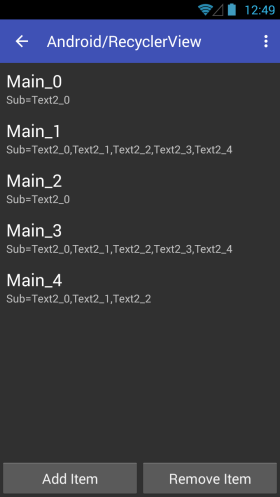 12:49
Android/RecyclerView
Main_0
Sub=Text2_0
Main_1
Sub=Text2_0,Text2_1,Text2_2,Text2_3,Text2_4
Main_2
Sub=Text2_0
Main_3
Sub=Text2_0,Text2_1,Text2_2,Text2_3,Text2_4
Main_4
Sub=Text2_0,Text2_1,Text2_2
Add Item Remove Item